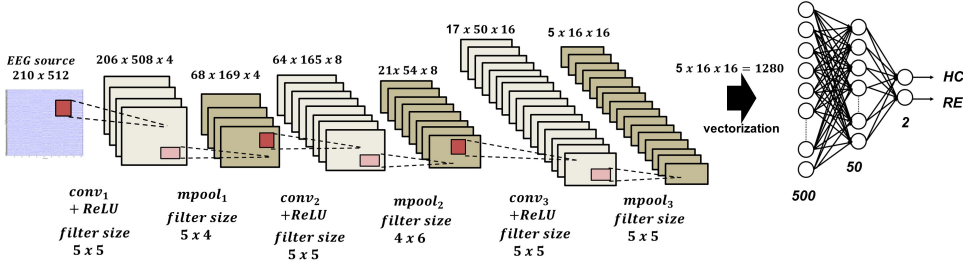 EEG source
210 x 512
206 x 508 x 4
68 x 169 x 4
64 x 165 x 8
21x 54 x 8
17 x 50 x 16
5 x 16 x 16
5 x 16 x 16 = 1280
vectorization
HC
RE
2
50
500
conv1
+ ReLU
filter size
5 x 5
mpool1
filter size
5 x 4
conv2
+ReLU
filter size
5 x 5
mpool2
filter size
4 x 6
conv3
+ReLU
filter size
5 x 5
mpool3
filter size
5 x 5